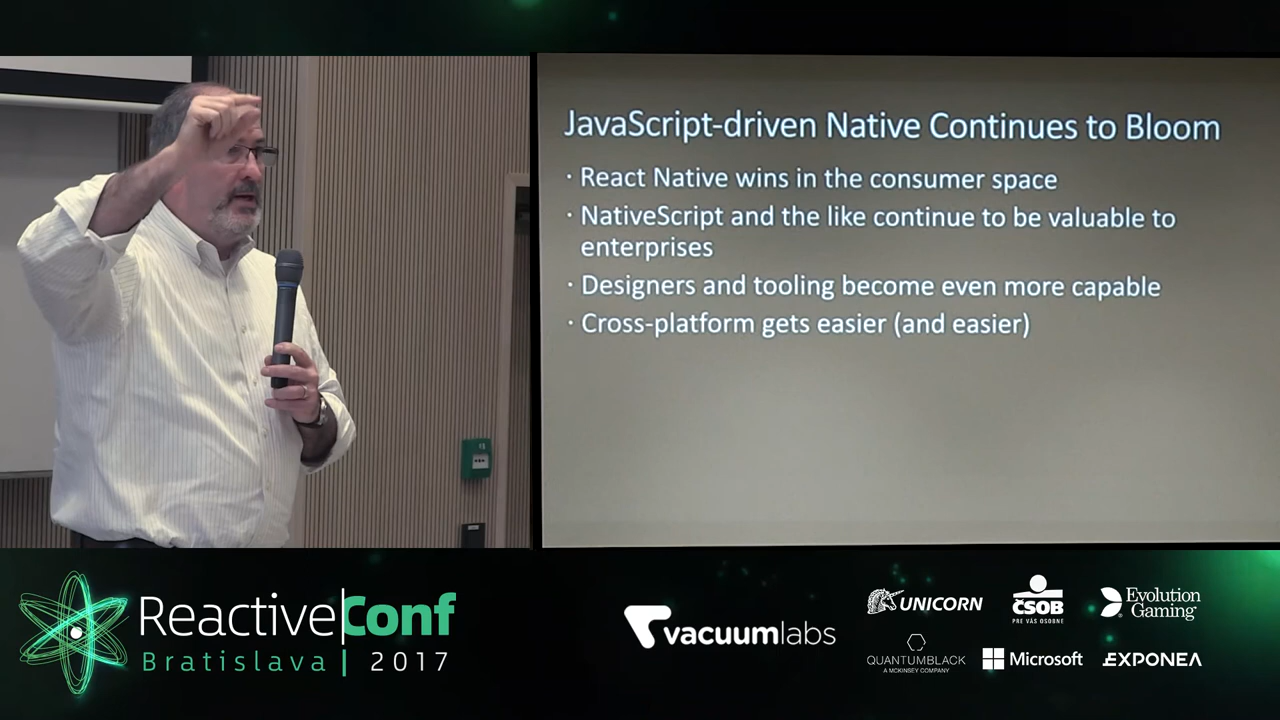 JavaScript-driven Native Continues to Bloom
· React Native wins in the consumer space
· NativeScript and the like continue to be valuable to
enterprises
· Designers and tooling become even more capable
· Cross-platform gets easier (and easier)
Reactive|Conf
Bratislava | 2017
vacuumlabs
UNICORN
ČSOB
PRE VÁS OSOBNE
Evolution
Gaming
QUANTUMBLACK
A MCKINSEY COMPANY
Microsoft
EXPONEA